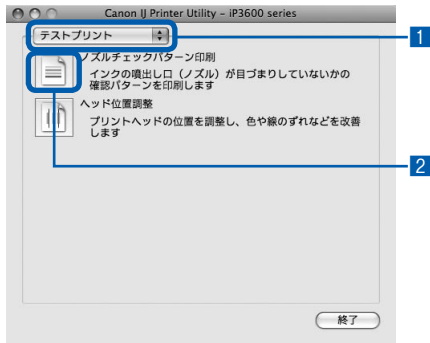 Canon IJ Printer Utility – iP3600 series
テストプリント
1
ノズルチェックパターン印刷
インクの噴出し口（ノズル）が目づまりしていないかの
確認パターンを印刷します
ヘッド位置調整
プリントヘッドの位置を調整し、色や線のずれなどを改善
します
2
終了